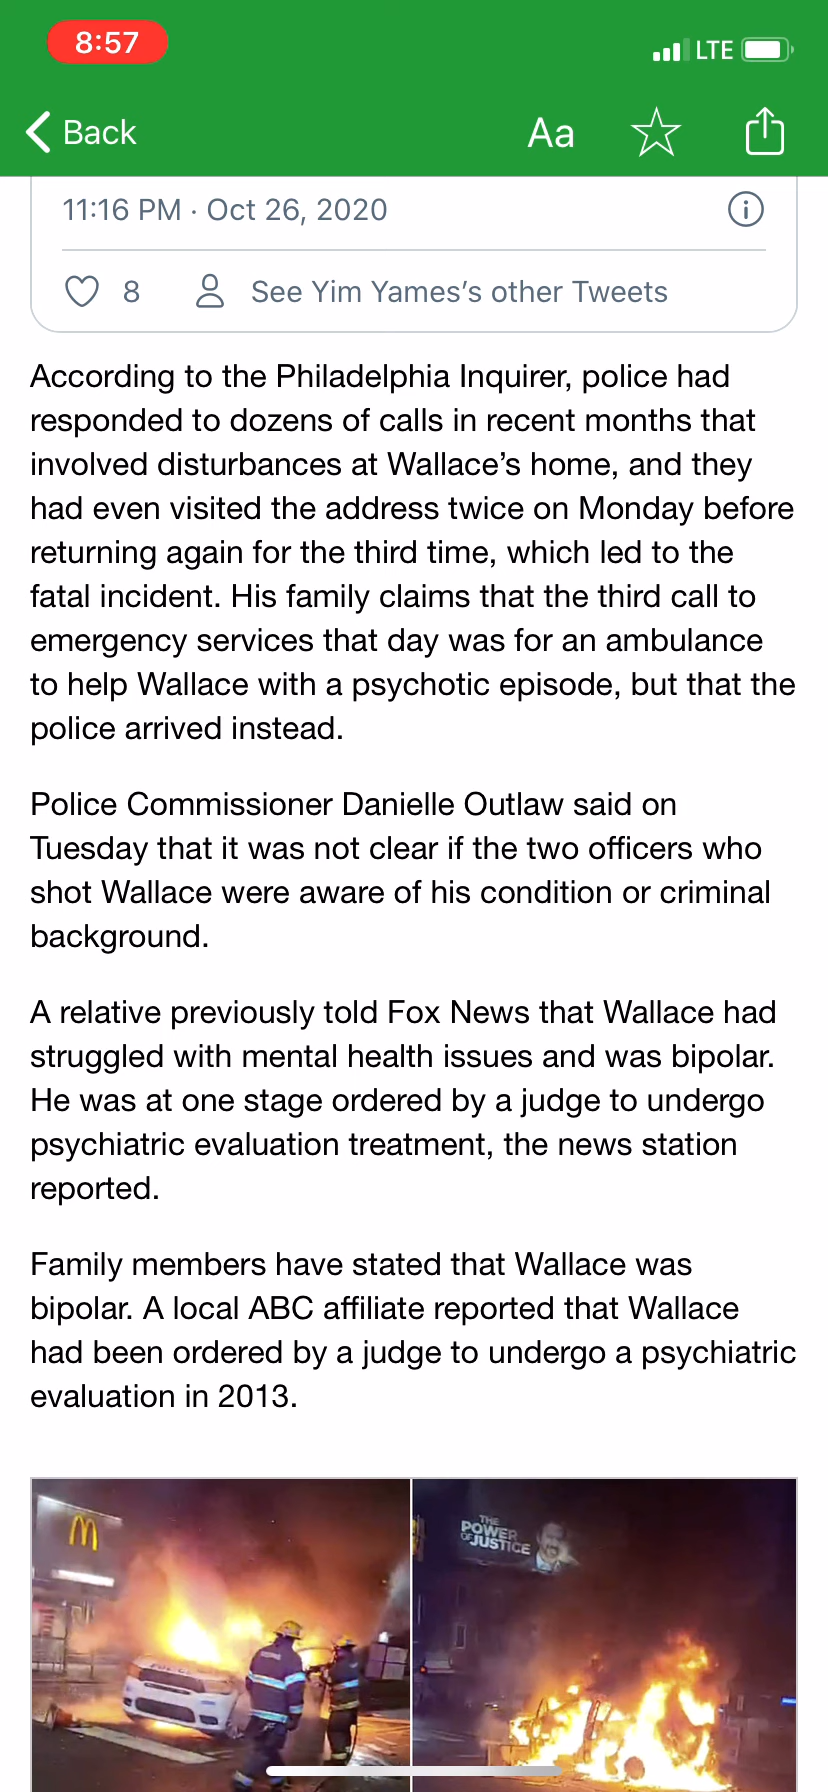 8:57
LTE
Back
Aa
11:16 PM · Oct 26, 2020
8
See Yim Yames's other Tweets
According to the Philadelphia Inquirer, police had
responded to dozens of calls in recent months that
involved disturbances at Wallace's home, and they
had even visited the address twice on Monday before
returning again for the third time, which led to the
fatal incident. His family claims that the third call to
emergency services that day was for an ambulance
to help Wallace with a psychotic episode, but that the
police arrived instead.
Police Commissioner Danielle Outlaw said on
Tuesday that it was not clear if the two officers who
shot Wallace were aware of his condition or criminal
background.
A relative previously told Fox News that Wallace had
struggled with mental health issues and was bipolar.
He was at one stage ordered by a judge to undergo
psychiatric evaluation treatment, the news station
reported.
Family members have stated that Wallace was
bipolar. A local ABC affiliate reported that Wallace
had been ordered by a judge to undergo a psychiatric
evaluation in 2013.
THE
POWER
OF JUSTICE